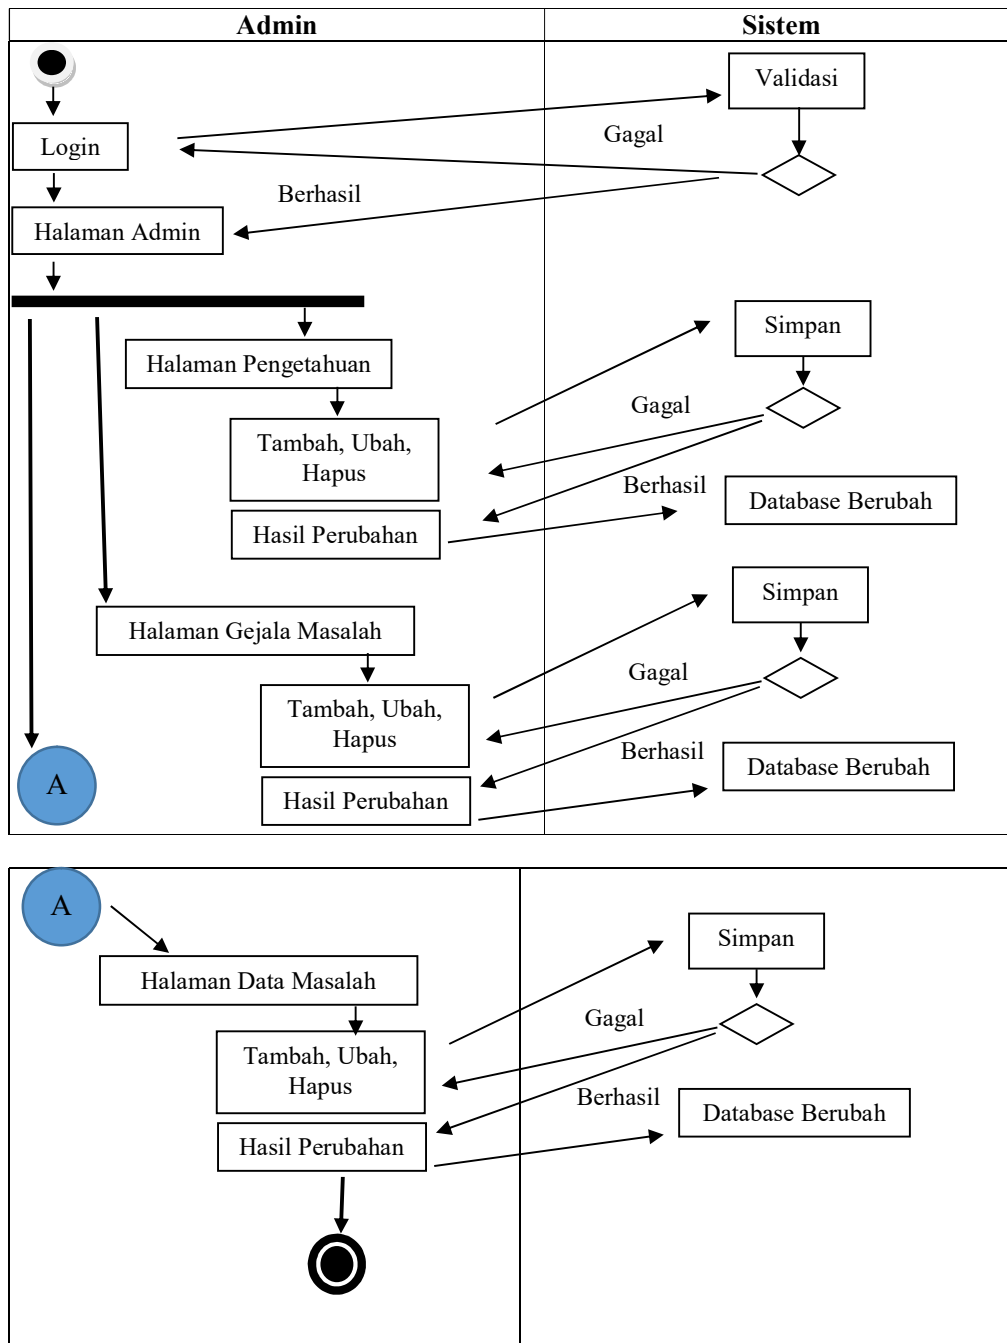 Admin
Sistem
Validasi
Gagal
Login
Berhasil
Halaman Admin
Simpan
Halaman Pengetahuan
Gagal
Tambah, Ubah,
Hapus
Berhasil
Database Berubah
Hasil Perubahan
Simpan
Halaman Gejala Masalah
Gagal
Tambah, Ubah,
Hapus
Berhasil
Database Berubah
A
Hasil Perubahan
A
Simpan
Halaman Data Masalah
Gagal
Tambah, Ubah,
Hapus
Berhasil
Database Berubah
Hasil Perubahan